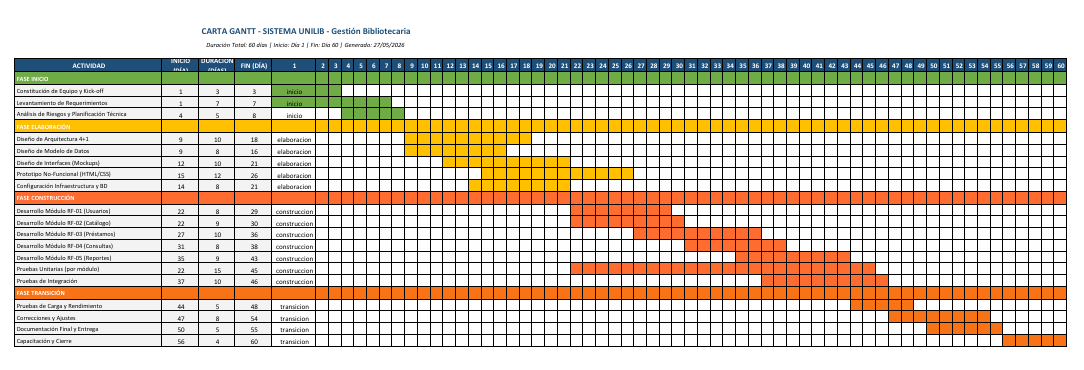 CARTA GANTT - SISTEMA UNILIB - Gestión Bibliotecaria
Duración Total: 60 días | Inicio: Día 1 | Fin: Día 60 | Generado: 27/05/2026
ACTIVIDAD INICIO (DÍA) DURACIÓN (DÍAS) FIN (DÍA) 1 2 3 4 5 6 7 8 9 10 11 12 13 14 15 16 17 18 19 20 21 22 23 24 25 26 27 28 29 30 31 32 33 34 35 36 37 38 39 40 41 42 43 44 45 46 47 48 49 50 51 52 53 54 55 56 57 58 59 60
FASE INICIO
Constitución de Equipo y Kick-off 1 3 3 inicio
Levantamiento de Requerimientos 1 7 7 inicio
Análisis de Riesgos y Planificación Técnica 4 5 8 inicio
FASE ELABORACIÓN
Diseño de Arquitectura 4+1 9 10 18 elaboracion
Diseño de Modelo de Datos 9 8 16 elaboracion
Diseño de Interfaces (Mockups) 12 10 21 elaboracion
Prototipo No-Funcional (HTML/CSS) 15 12 26 elaboracion
Configuración Infraestructura y BD 14 8 21 elaboracion
FASE CONSTRUCCIÓN
Desarrollo Módulo RF-01 (Usuarios) 22 8 29 construccion
Desarrollo Módulo RF-02 (Catálogo) 22 9 30 construccion
Desarrollo Módulo RF-03 (Préstamos) 27 10 36 construccion
Desarrollo Módulo RF-04 (Consultas) 31 8 38 construccion
Desarrollo Módulo RF-05 (Reportes) 35 9 43 construccion
Pruebas Unitarias (por módulo) 22 15 45 construccion
Pruebas de Integración 37 10 46 construccion
FASE TRANSICIÓN
Pruebas de Carga y Rendimiento 44 5 48 transicion
Correcciones y Ajustes 47 8 54 transicion
Documentación Final y Entrega 50 5 55 transicion
Capacitación y Cierre 56 4 60 transicion